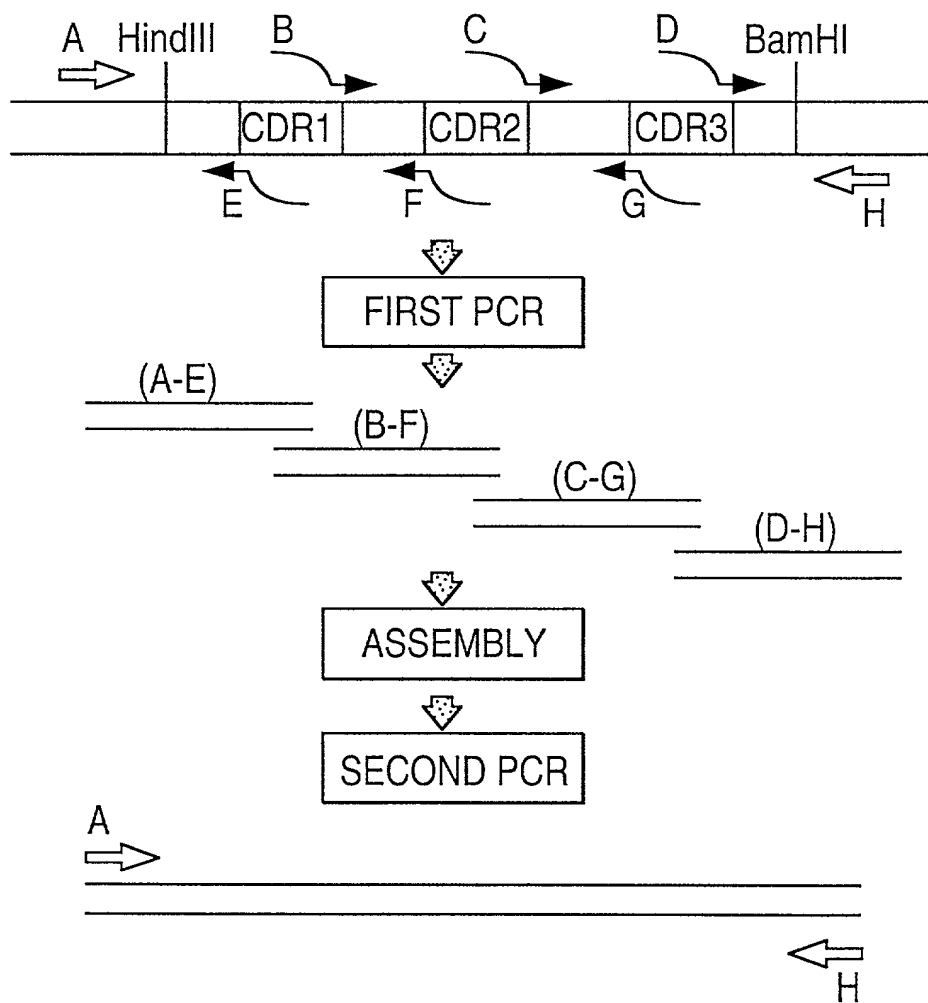 A HindIII B C D BamHI
CDR1 CDR2 CDR3
E F G H
FIRST PCR
(A-E)
(B-F)
(C-G)
(D-H)
ASSEMBLY
SECOND PCR
A
H